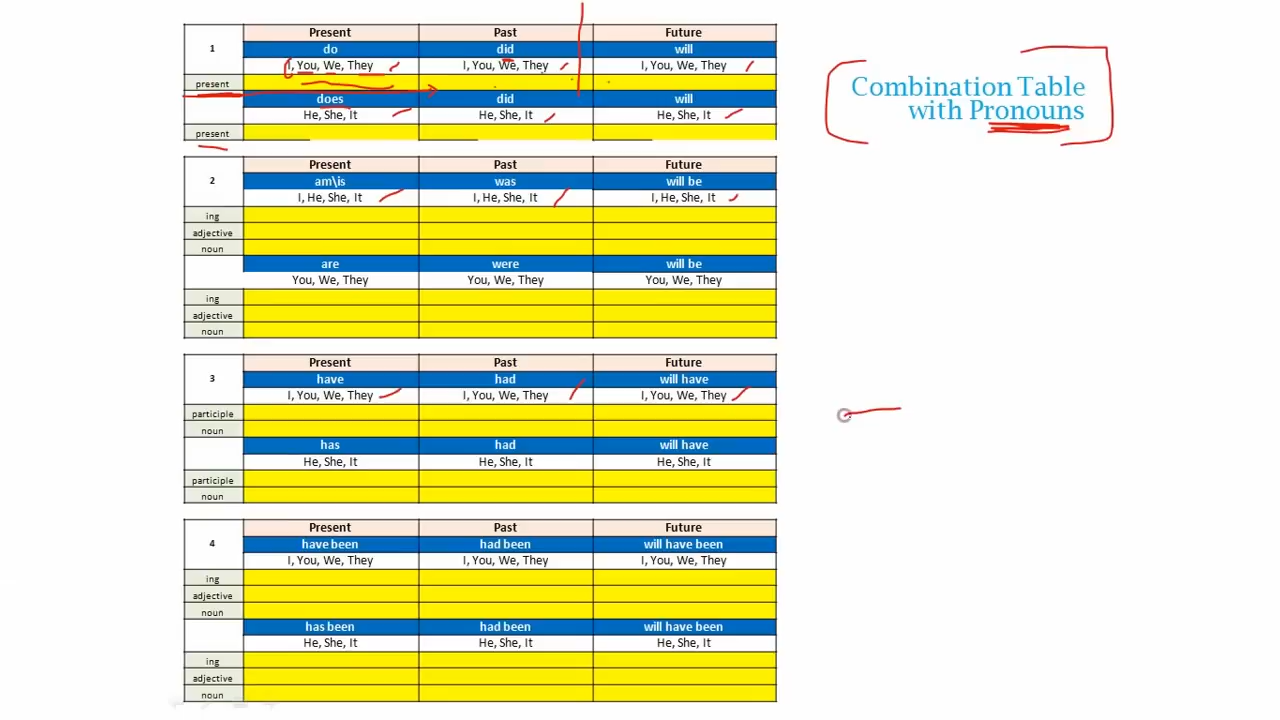 Combination Table
with Pronouns
1 Present Past Future
do did will
I, You, We, They I, You, We, They I, You, We, They
present
does did will
He, She, It He, She, It He, She, It
present
2 Present Past Future
am\is was will be
I, He, She, It I, He, She, It I, He, She, It
ing
adjective
noun
are were will be
You, We, They You, We, They You, We, They
ing
adjective
noun
3 Present Past Future
have had will have
I, You, We, They I, You, We, They I, You, We, They
participle
noun
has had will have
He, She, It He, She, It He, She, It
participle
noun
4 Present Past Future
have been had been will have been
I, You, We, They I, You, We, They I, You, We, They
ing
adjective
noun
has been had been will have been
He, She, It He, She, It He, She, It
ing
adjective
noun